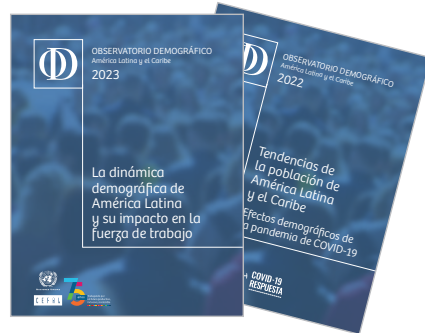 OBSERVATORIO DEMOGRÁFICO
América Latina y el Caribe
2023
La dinámica
demográfica de
América Latina
y su impacto en la
fuerza de trabajo
CEPAL
OBSERVATORIO DEMOGRÁFICO
América Latina y el Caribe
2022
Tendencias de
la población de
América Latina
y el Caribe
Efectos demográficos de
a pandemia de COVID-19
COVID-19
RESPUESTA